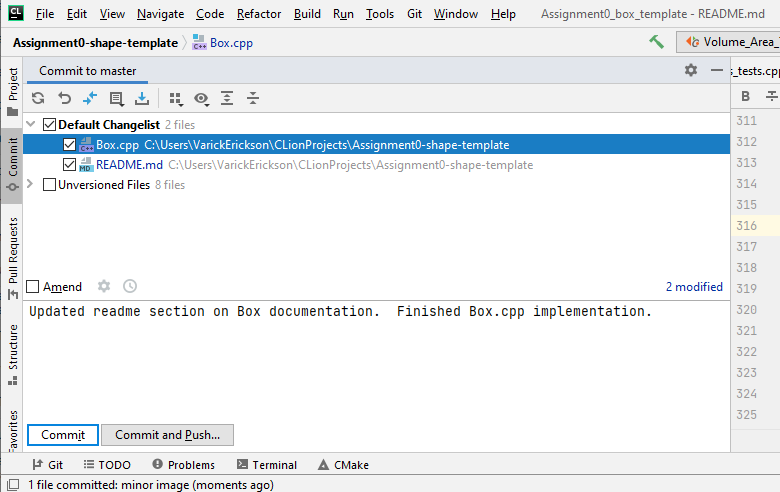 CL File Edit View Navigate Code Refactor Build Run Tools Git Window Help Assignment0_box_template - README.md
Assignment0-shape-template Box.cpp Volume_Area_
Commit to master s_tests.cpp
Project
Commit
Pull Requests
Structure
Favorites
B
Default Changelist 2 files
C++ Box.cpp C:\Users\VarickErickson\CLionProjects\Assignment0-shape-template
MD README.md C:\Users\VarickErickson\CLionProjects\Assignment0-shape-template
Unversioned Files 8 files
Amend 2 modified
Updated readme section on Box documentation.  Finished Box.cpp implementation.
311
312
313
314
315
316
317
318
319
320
321
322
323
324
325
Commit Commit and Push...
Git TODO Problems Terminal CMake
1 file committed: minor image (moments ago)